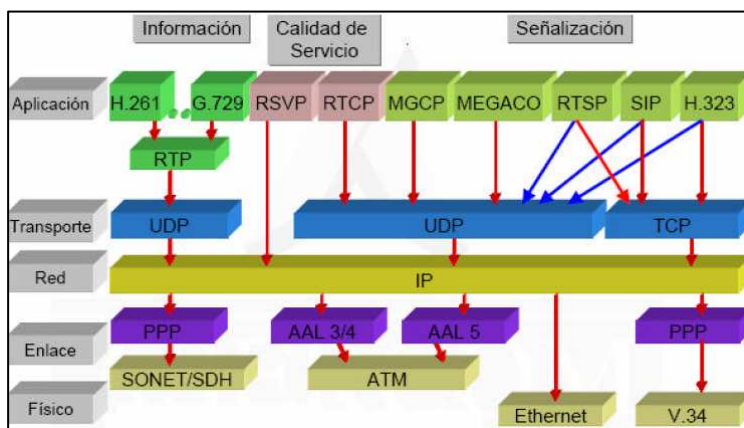 Información
Calidad de
Servicio
Señalización
Aplicación
H.261
G.729
RSVP
RTCP
MGCP
MEGACO
RTSP
SIP
H.323
RTP
Transporte
UDP
UDP
TCP
Red
IP
Enlace
PPP
AAL 3/4
AAL 5
PPP
SONET/SDH
ATM
Físico
Ethernet
V.34